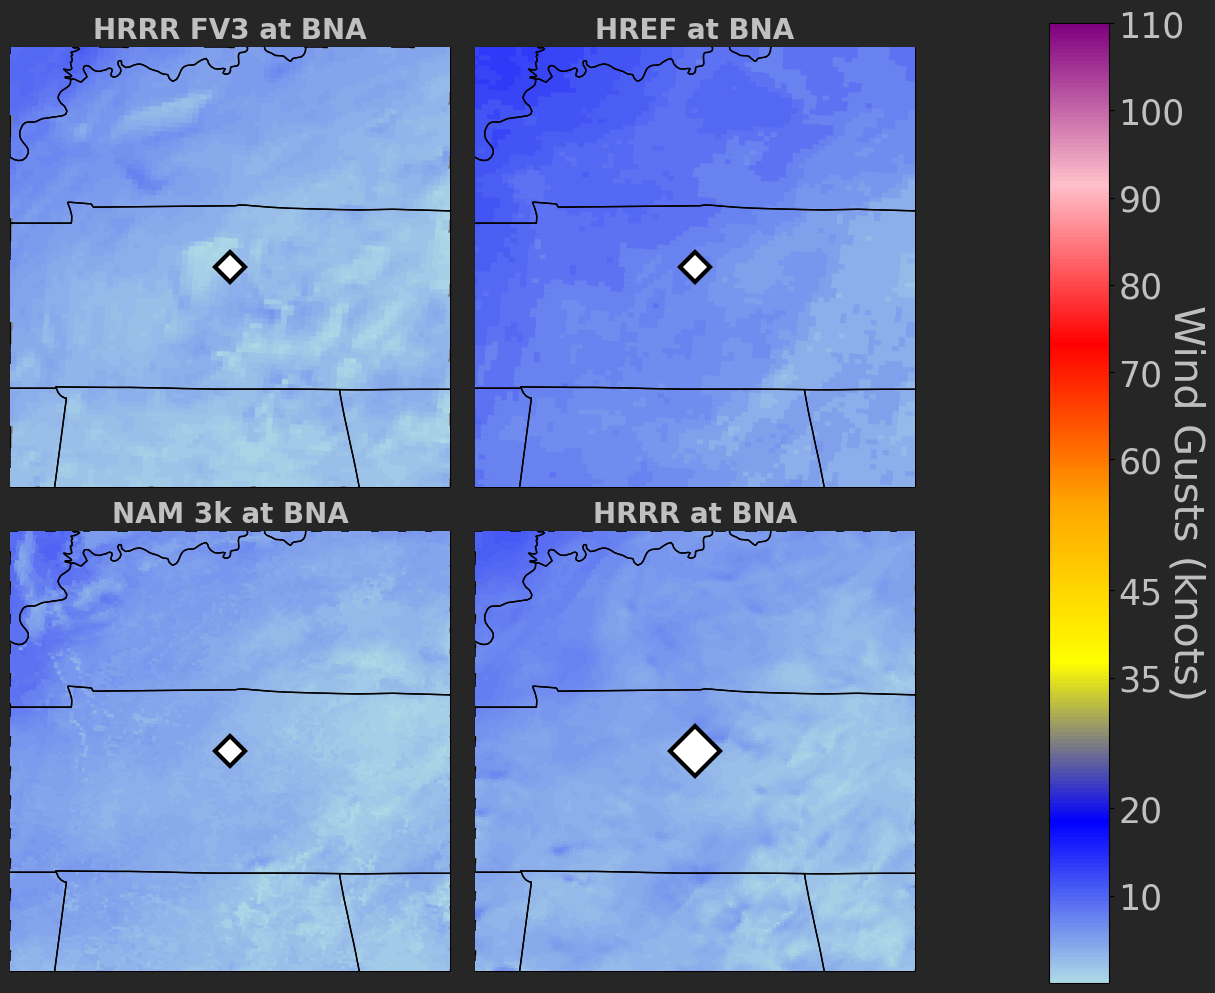 HRRR FV3 at BNA
HREF at BNA
NAM 3k at BNA
HRRR at BNA
110
100
90
80
70
60
45
35
20
10
Wind Gusts (knots)